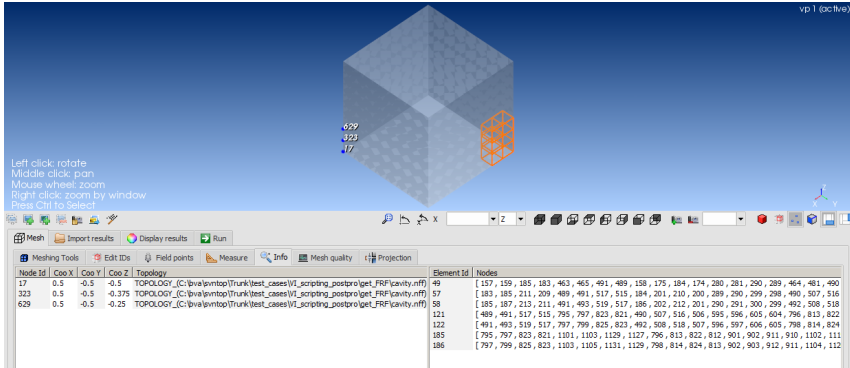 vp 1 (active)
629
323
17
Left click: rotate
Middle click: pan
Mouse wheel: zoom
Right click: zoom by window
Press Ctrl to Select
Z
X Y
X Z
Mesh Import results Display results Run
Meshing Tools Edit IDs Field points Measure Info Mesh quality Projection
Node Id Coo X Coo Y Coo Z Topology Element Id Nodes
17 0.5 -0.5 -0.5 TOPOLOGY_(C:\bva\svntop\Trunk\test_cases\VI_scripting_postpro\get_FRF\cavity.nff) 49 [ 157 , 159 , 185 , 183 , 463 , 465 , 491 , 489 , 158 , 175 , 184 , 174 , 280 , 281 , 290 , 289 , 464 , 481 , 490
323 0.5 -0.5 -0.375 TOPOLOGY_(C:\bva\svntop\Trunk\test_cases\VI_scripting_postpro\get_FRF\cavity.nff) 57 [ 183 , 185 , 211 , 209 , 489 , 491 , 517 , 515 , 184 , 201 , 210 , 200 , 289 , 290 , 299 , 298 , 490 , 507 , 516
629 0.5 -0.5 -0.25 TOPOLOGY_(C:\bva\svntop\Trunk\test_cases\VI_scripting_postpro\get_FRF\cavity.nff) 58 [ 185 , 187 , 213 , 211 , 491 , 493 , 519 , 517 , 186 , 202 , 212 , 201 , 290 , 291 , 300 , 299 , 492 , 508 , 518
121 [ 489 , 491 , 517 , 515 , 795 , 797 , 823 , 821 , 490 , 507 , 516 , 506 , 595 , 596 , 605 , 604 , 796 , 813 , 822
122 [ 491 , 493 , 519 , 517 , 797 , 799 , 825 , 823 , 492 , 508 , 518 , 507 , 596 , 597 , 606 , 605 , 798 , 814 , 824
185 [ 795 , 797 , 823 , 821 , 1101 , 1103 , 1129 , 1127 , 796 , 813 , 822 , 812 , 901 , 902 , 911 , 910 , 1102 , 111
186 [ 797 , 799 , 825 , 823 , 1103 , 1105 , 1131 , 1129 , 798 , 814 , 824 , 813 , 902 , 903 , 912 , 911 , 1104 , 112